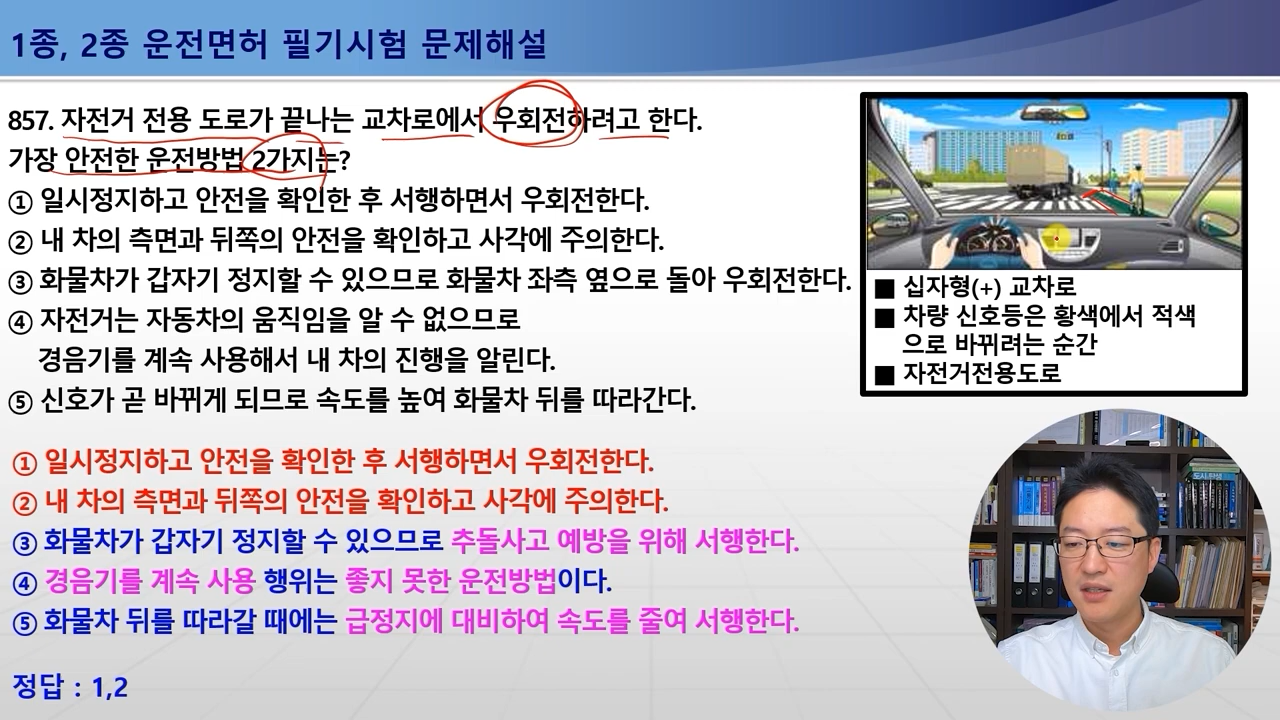 1종, 2종 운전면허 필기시험 문제해설
857. 자전거 전용 도로가 끝나는 교차로에서 우회전하려고 한다.
가장 안전한 운전방법 2가지는?
① 일시정지하고 안전을 확인한 후 서행하면서 우회전한다.
② 내 차의 측면과 뒤쪽의 안전을 확인하고 사각에 주의한다.
③ 화물차가 갑자기 정지할 수 있으므로 화물차 좌측 옆으로 돌아 우회전한다.
④ 자전거는 자동차의 움직임을 알 수 없으므로
경음기를 계속 사용해서 내 차의 진행을 알린다.
⑤ 신호가 곧 바뀌게 되므로 속도를 높여 화물차 뒤를 따라간다.
■ 십자형(+) 교차로
■ 차량 신호등은 황색에서 적색
으로 바뀌려는 순간
■ 자전거전용도로
① 일시정지하고 안전을 확인한 후 서행하면서 우회전한다.
② 내 차의 측면과 뒤쪽의 안전을 확인하고 사각에 주의한다.
③ 화물차가 갑자기 정지할 수 있으므로 추돌사고 예방을 위해 서행한다.
④ 경음기를 계속 사용 행위는 좋지 못한 운전방법이다.
⑤ 화물차 뒤를 따라갈 때에는 급정지에 대비하여 속도를 줄여 서행한다.
정답 : 1,2